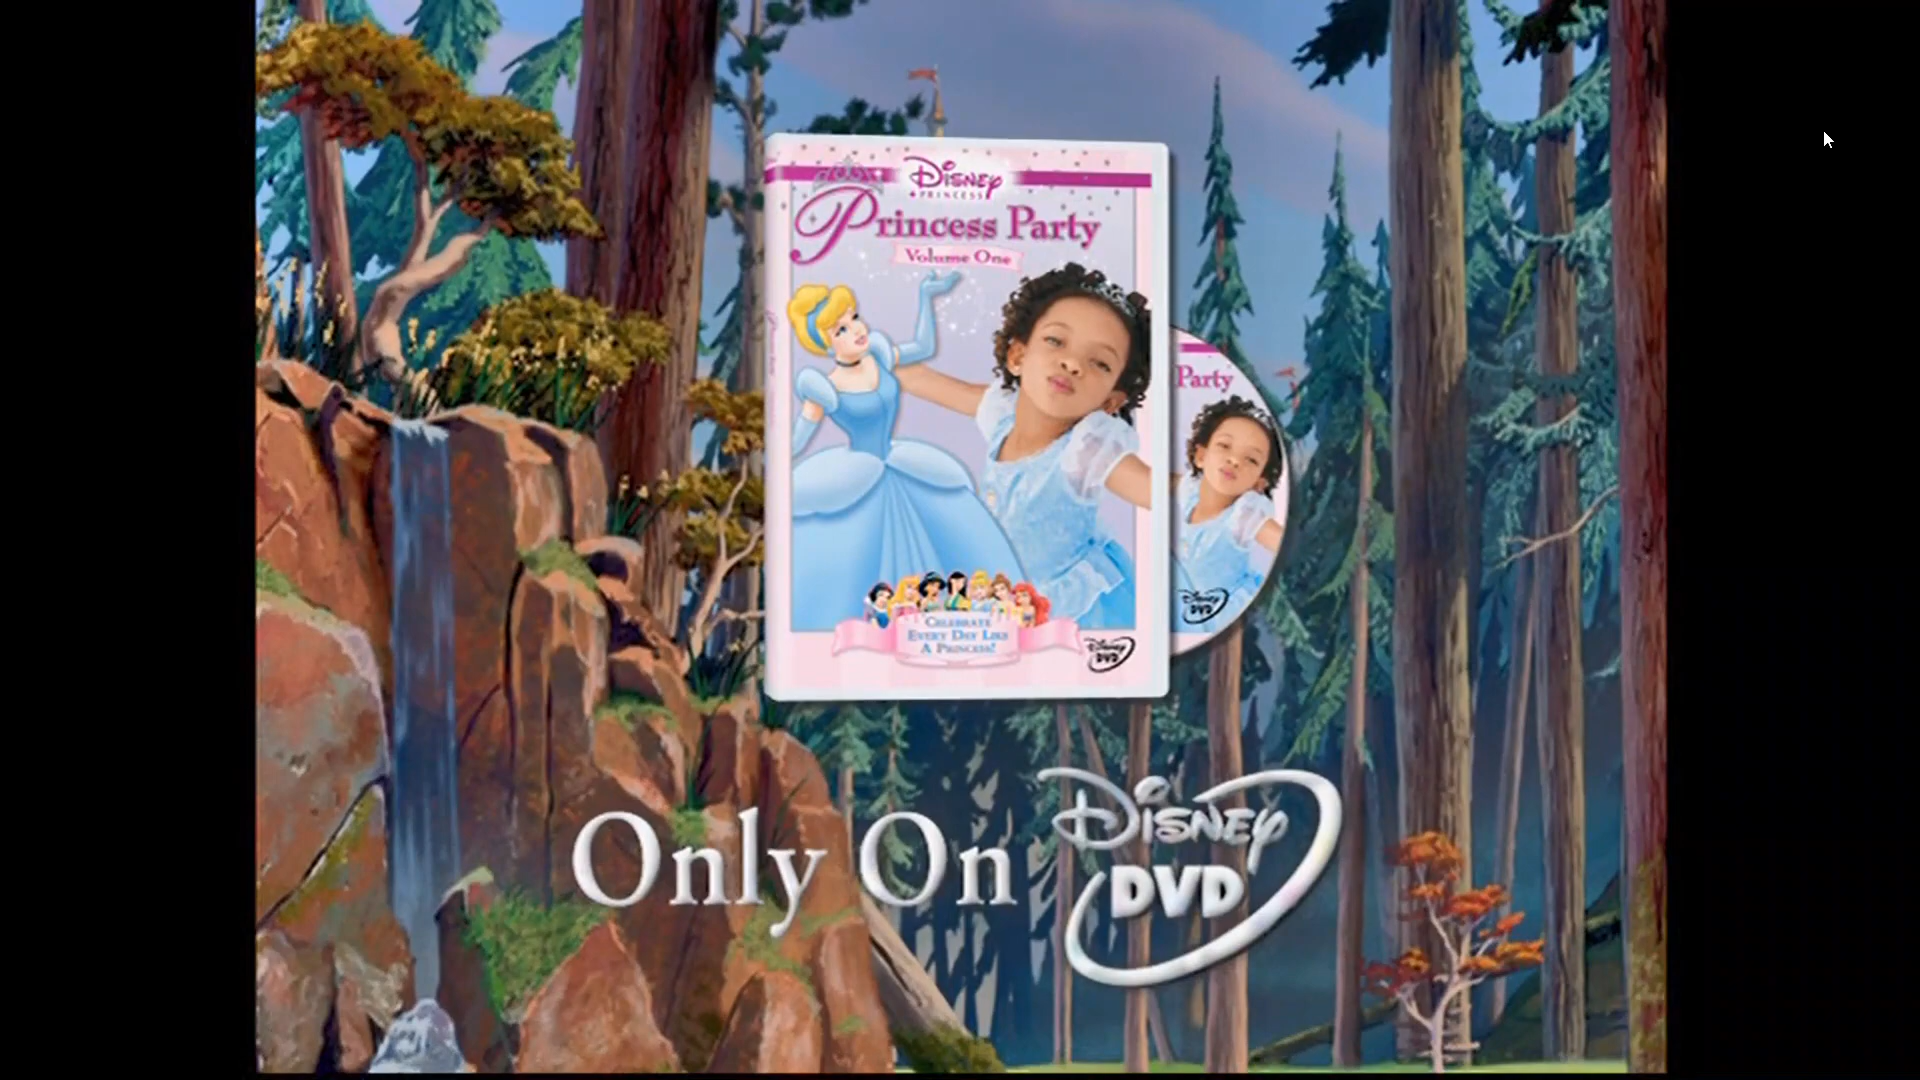 Disney
PRINCESS
Princess Party
Volume One
Party
CELEBRATE
EVERY DAY LIKE
A PRINCESS!
Disney
DVD
Disney
DVD
Only On Disney
DVD